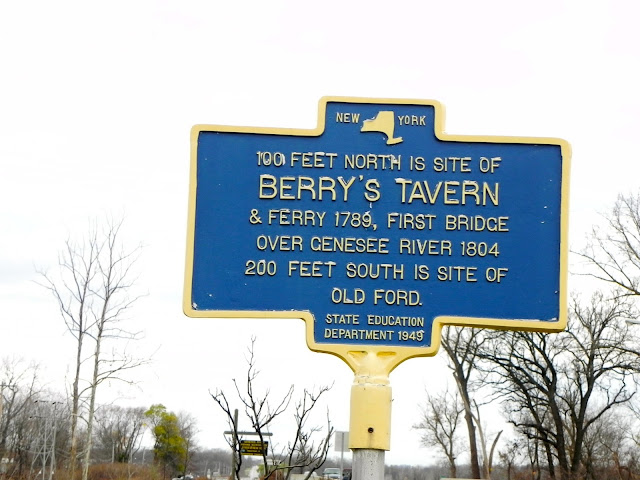 NEW YORK
100 FEET NORTH IS SITE OF
BERRY'S TAVERN
& FERRY 1789, FIRST BRIDGE
OVER GENESEE RIVER 1804
200 FEET SOUTH IS SITE OF
OLD FORD.
STATE EDUCATION
DEPARTMENT 1949